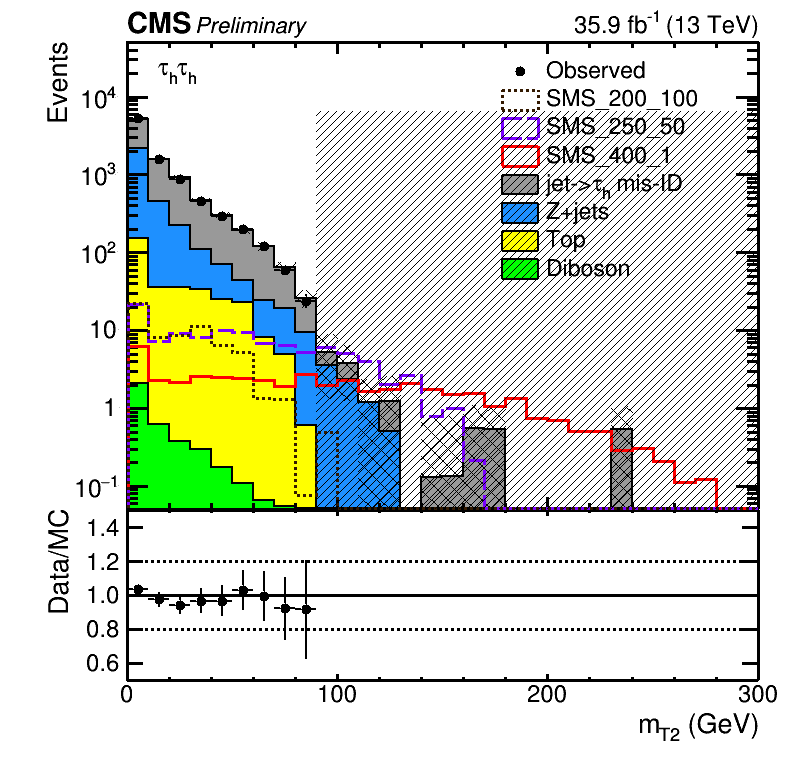 CMS Preliminary 35.9 fb⁻¹ (13 TeV)
Events
τₕτₕ
Observed
SMS_200_100
SMS_250_50
SMS_400_1
jet->τₕ mis-ID
Z+jets
Top
Diboson
10⁴
10³
10²
10
1
10⁻¹
Data/MC
1.4
1.2
1.0
0.8
0.6
0 100 200 300
m_T2 (GeV)